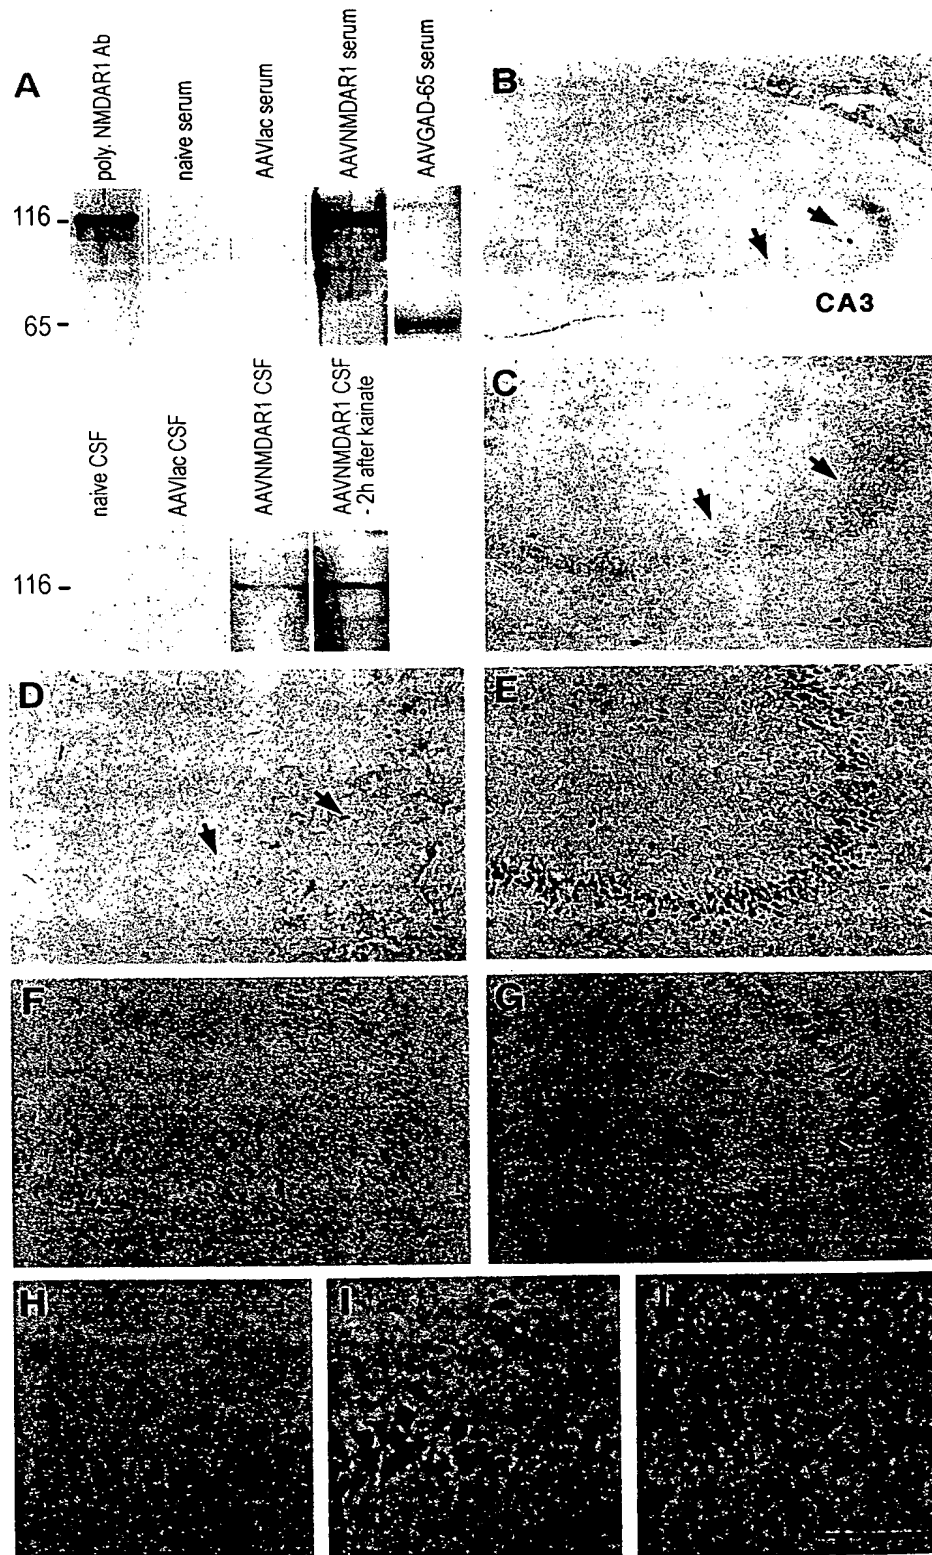 A
poly. NMDAR1 Ab
naive serum
AAVlac serum
AAVNMDAR1 serum
AAVGAD-65 serum
116
65
naive CSF
AAVlac CSF
AAVNMDAR1 CSF
AAVNMDAR1 CSF
- 2h after kainate
116
B
CA3
C
D
E
F
G
H
I
J